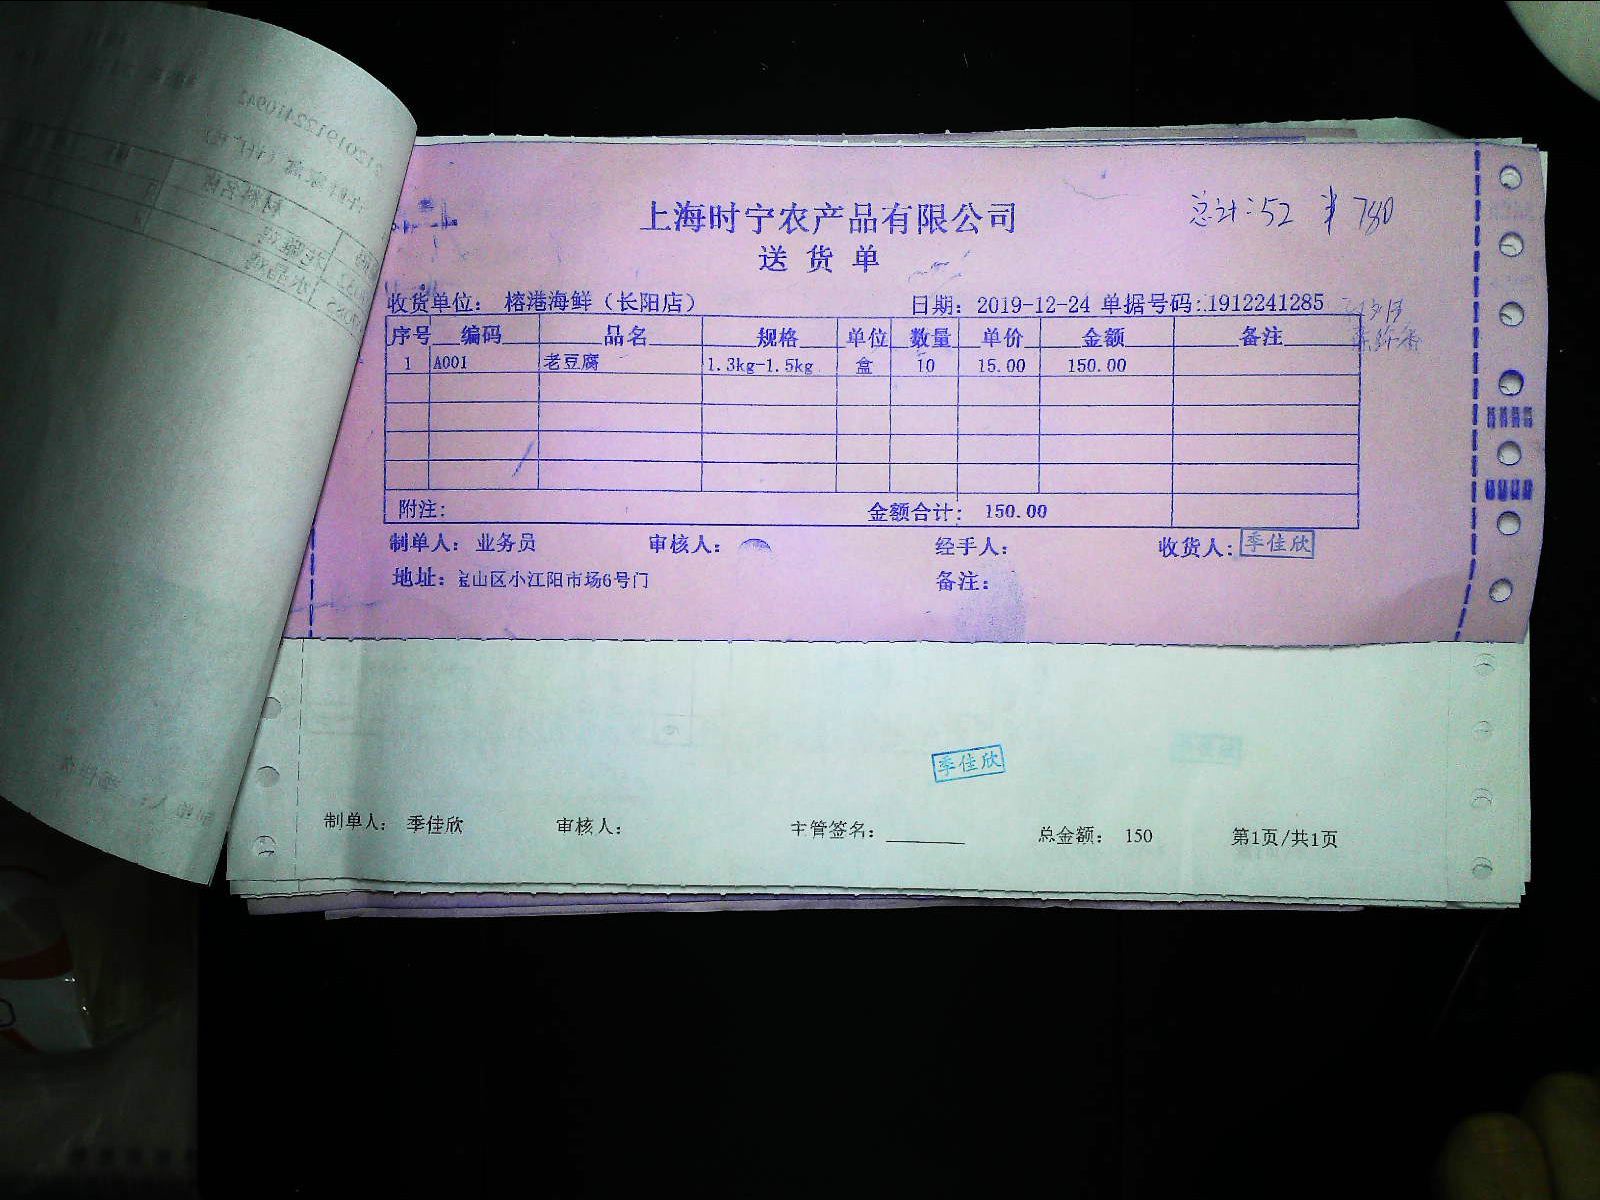 上海时宁农产品有限公司
总计:52 ¥780
送货单
收货单位: 榕港海鲜(长阳店) 日期: 2019-12-24 单据号码:.1912241285
序号 编码 品名 规格 单位 数量 单价 金额 备注
1 A001 老豆腐 1.3kg-1.5kg 盒 10 15.00 150.00
附注: 金额合计: 150.00
制单人: 业务员 审核人: 经手人: 收货人: 季佳欣
地址: 宝山区小江阳市场6号门 备注:
季佳欣
制单人: 季佳欣 审核人: 主管签名: 总金额: 150 第1页/共1页